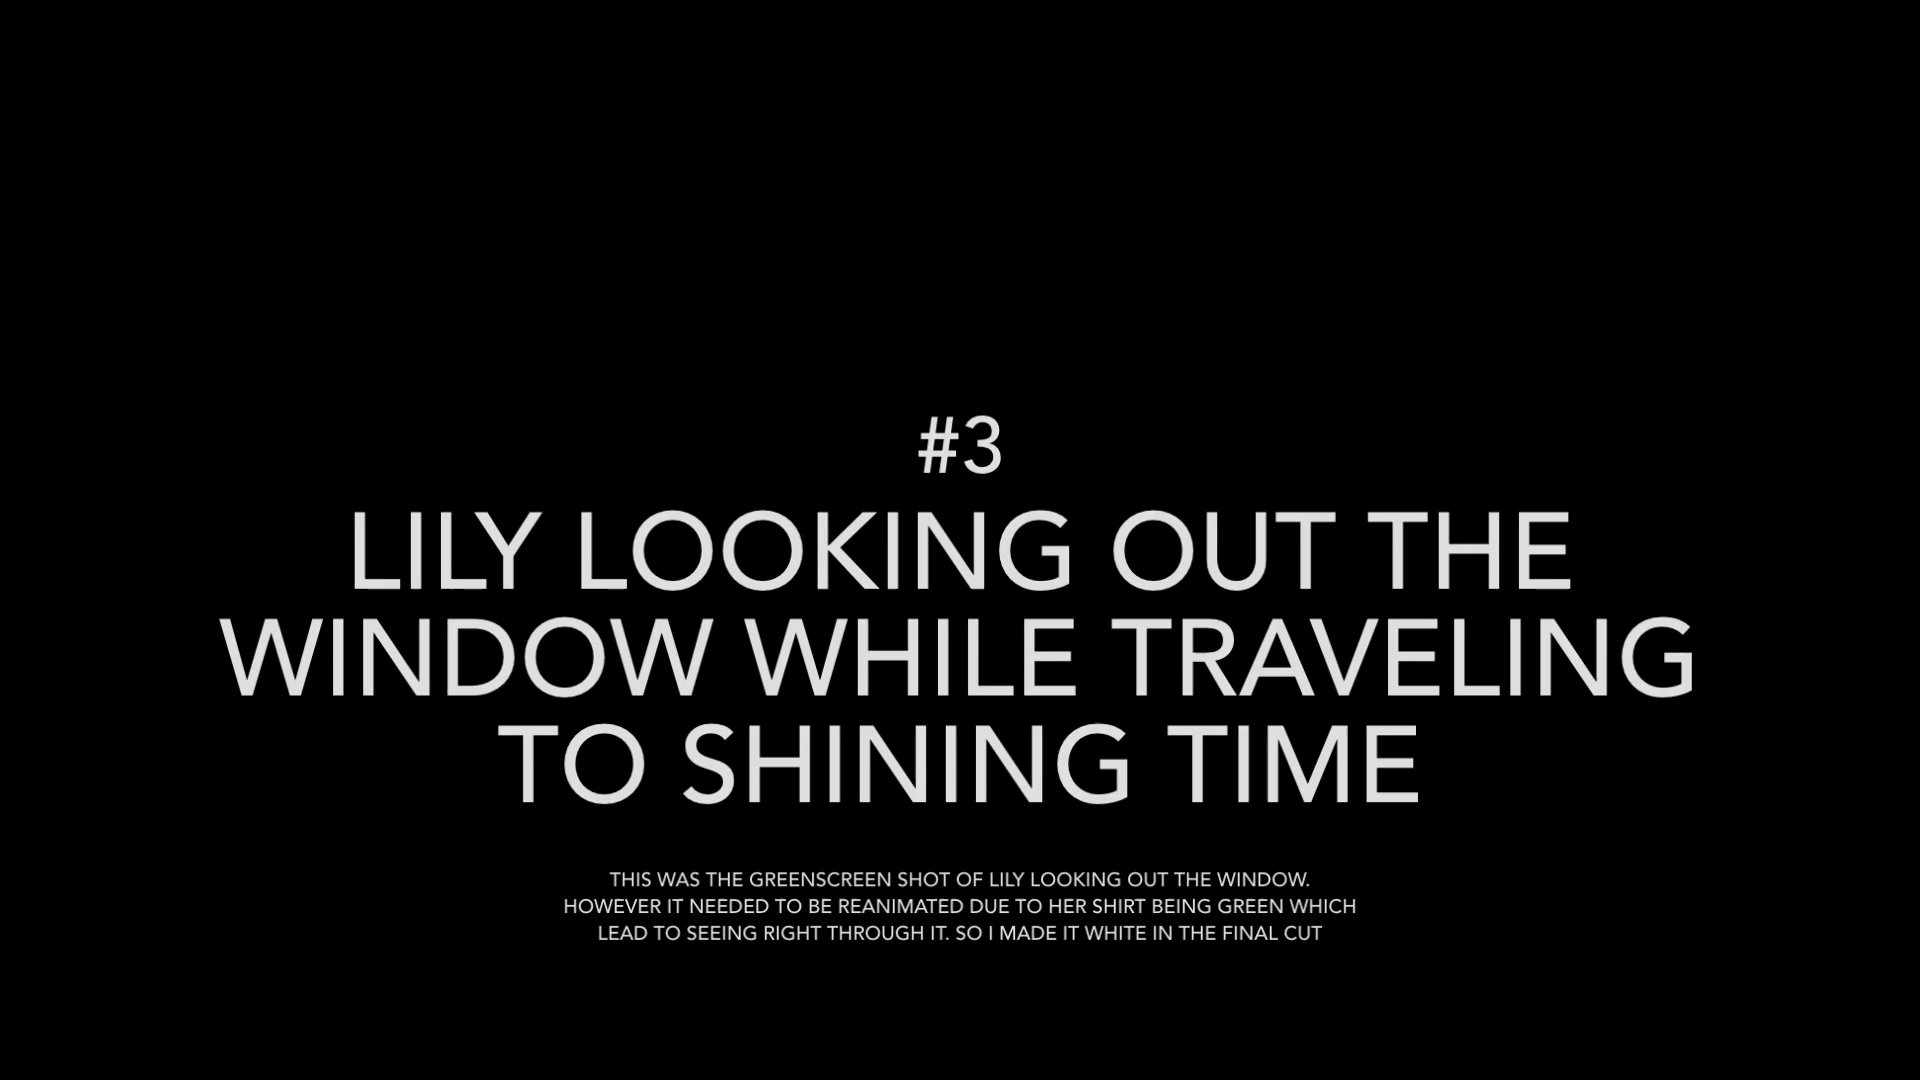 #3
LILY LOOKING OUT THE
WINDOW WHILE TRAVELING
TO SHINING TIME
THIS WAS THE GREENSCREEN SHOT OF LILY LOOKING OUT THE WINDOW.
HOWEVER IT NEEDED TO BE REANIMATED DUE TO HER SHIRT BEING GREEN WHICH
LEAD TO SEEING RIGHT THROUGH IT. SO I MADE IT WHITE IN THE FINAL CUT